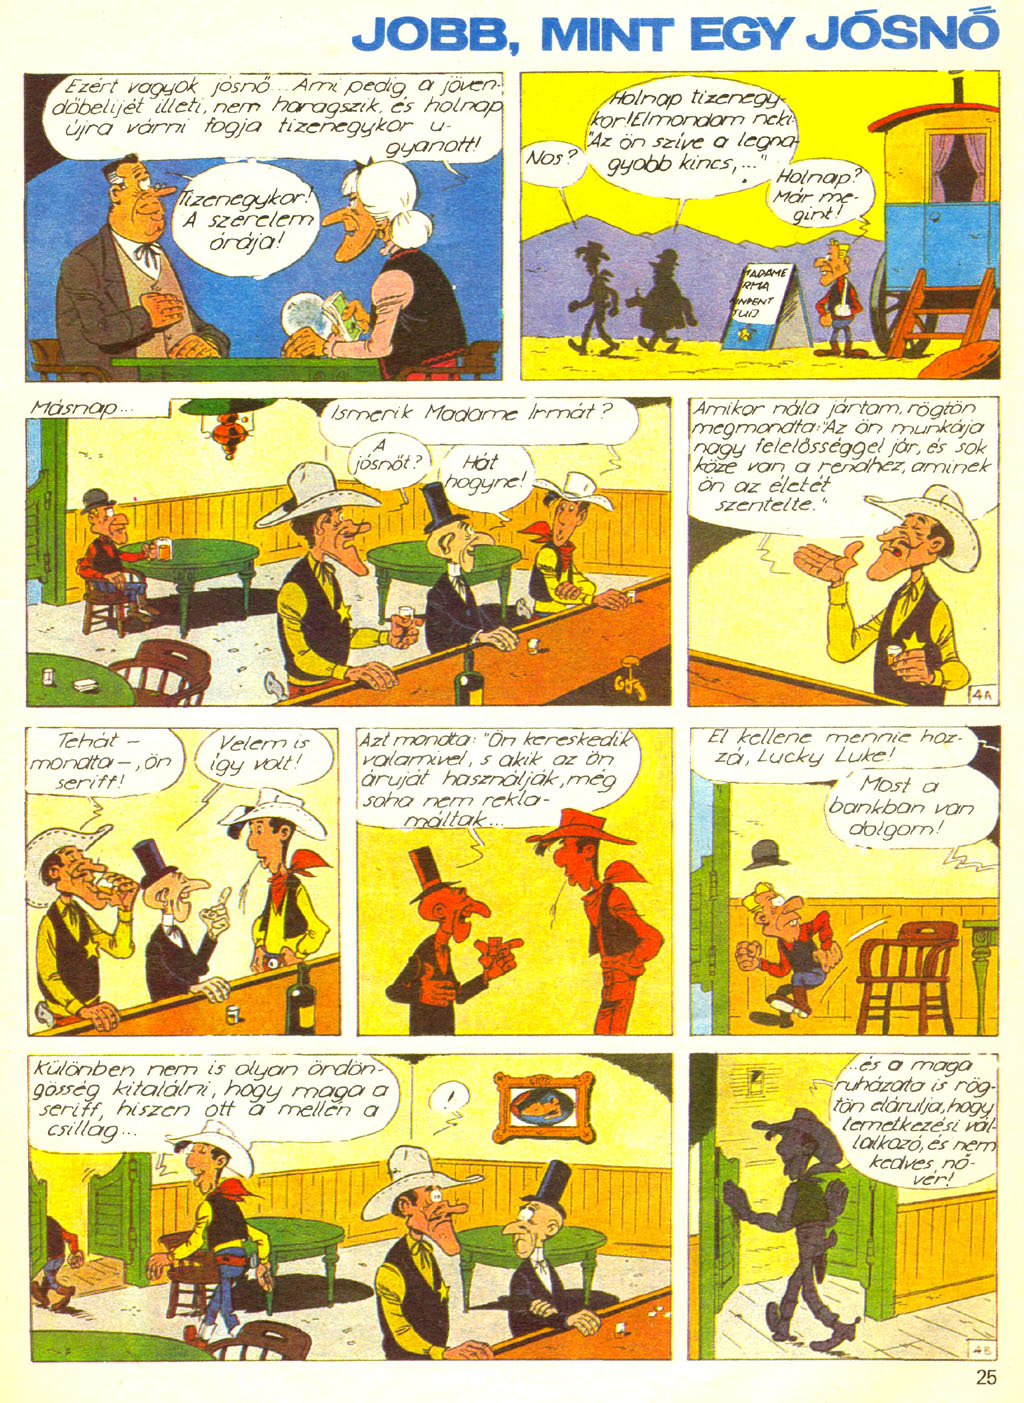 JOBB, MINT EGY JÓSNŐ
Ezért vagyok jósnő... Ami pedig a jöven-
dőbelijét illeti, nem haragszik, és holnap
újra várni fogja tizenegykor u-
gyanott!
Tizenegykor!
A szerelem
órája!
Nos?
Holnap tizenegy-
kor! Elmondom neki:
"Az ön szíve a legna-
gyobb kincs,..."
Holnap?
Már me-
gint!
MADAME
IRMA
TUD
Másnap...
Ismerik Madame Irmát?
A
jósnőt?
Hát
hogyne!
Amikor nála jártam, rögtön
megmondta: "Az ön munkája
nagy felelősséggel jár, és sok
köze van a rendhez, aminek
ön az életét
szentelte."
4A
Tehát —
mondta —, ön
seriff!
Velem is
így volt!
Azt mondta: "Ön kereskedik
valamivel, s akik az ön
áruját használják, még
soha nem rekla-
máltak...
El kellene mennie hoz-
zá, Lucky Luke!
Most a
bankban van
dolgom!
Különben nem is olyan ördön-
gösség kitalálni, hogy maga a
seriff, hiszen ott a mellén a
csillag...
!
...és a maga
ruházata is rög-
tön elárulja, hogy
temetkezési vál-
lalkozó, és nem
kedves nő-
vér!
4B
25